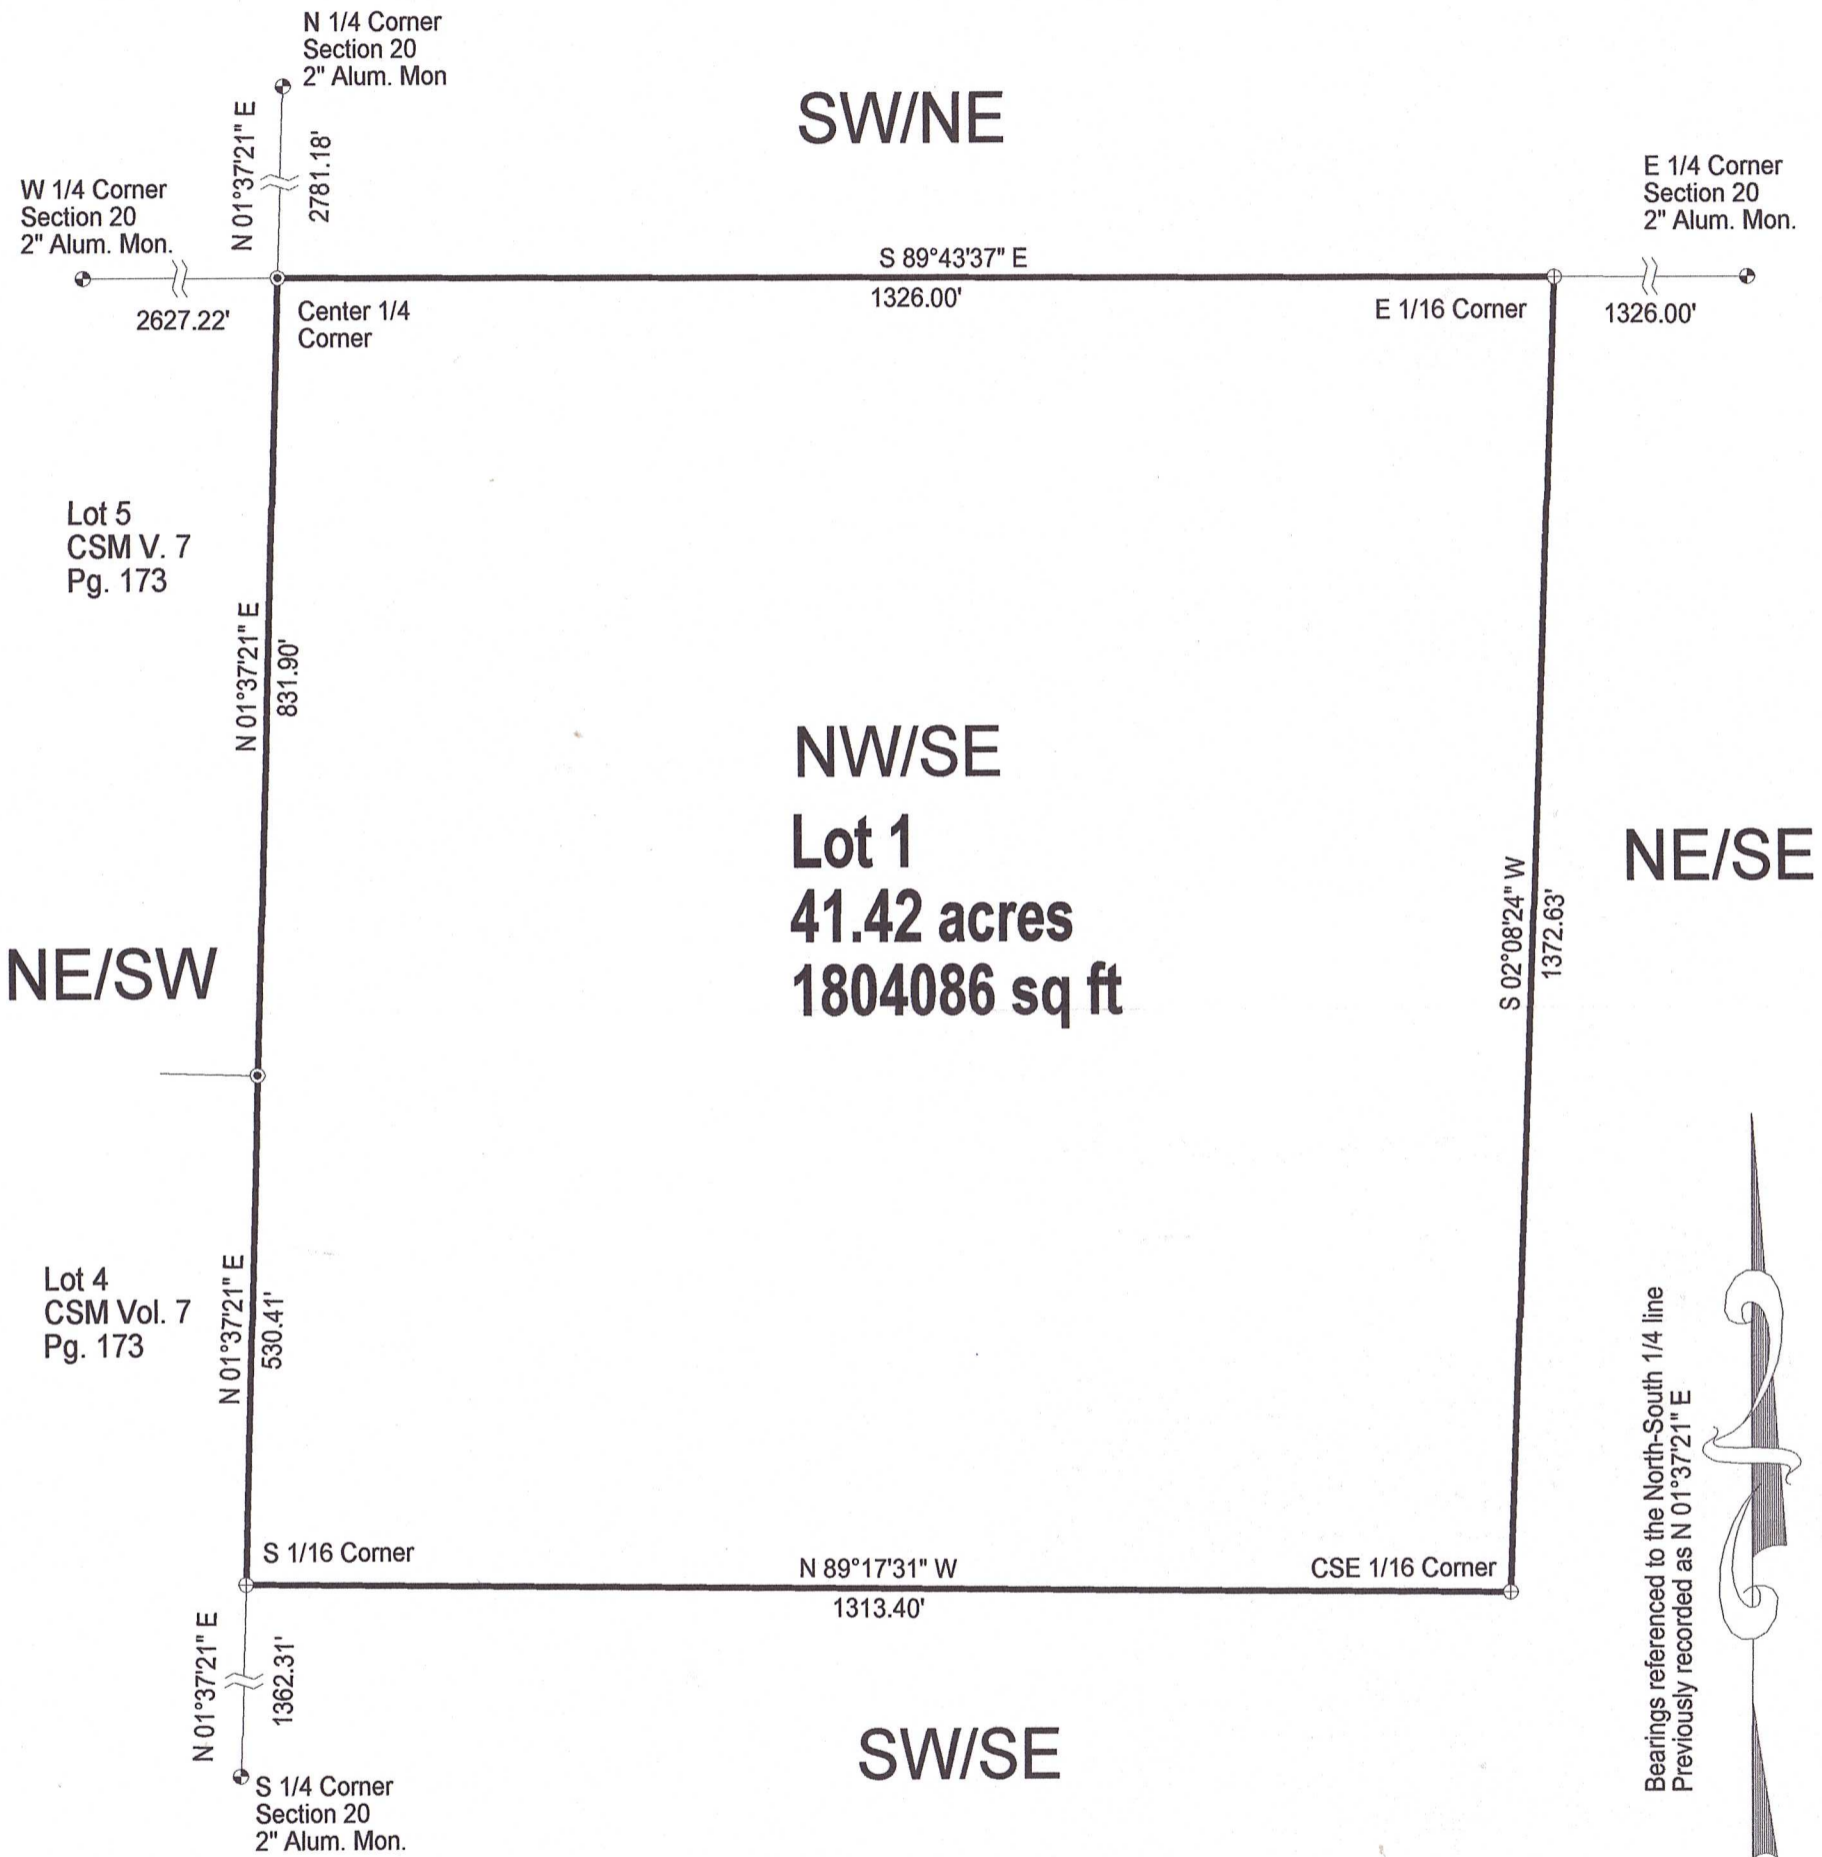 N 1/4 Corner
Section 20
2" Alum. Mon
N 01°37'21" E
2781.18'
SW/NE
W 1/4 Corner
Section 20
2" Alum. Mon.
E 1/4 Corner
Section 20
2" Alum. Mon.
S 89°43'37" E
1326.00'
2627.22'
Center 1/4
Corner
E 1/16 Corner
1326.00'
Lot 5
CSM V. 7
Pg. 173
N 01°37'21" E
831.90'
NW/SE
Lot 1
41.42 acres
1804086 sq ft
NE/SE
S 02°08'24" W
1372.63'
NE/SW
Lot 4
CSM Vol. 7
Pg. 173
N 01°37'21" E
530.41'
S 1/16 Corner
N 89°17'31" W
1313.40'
CSE 1/16 Corner
Bearings referenced to the North-South 1/4 line
Previously recorded as N 01°37'21" E
N 01°37'21" E
1362.31'
SW/SE
S 1/4 Corner
Section 20
2" Alum. Mon.